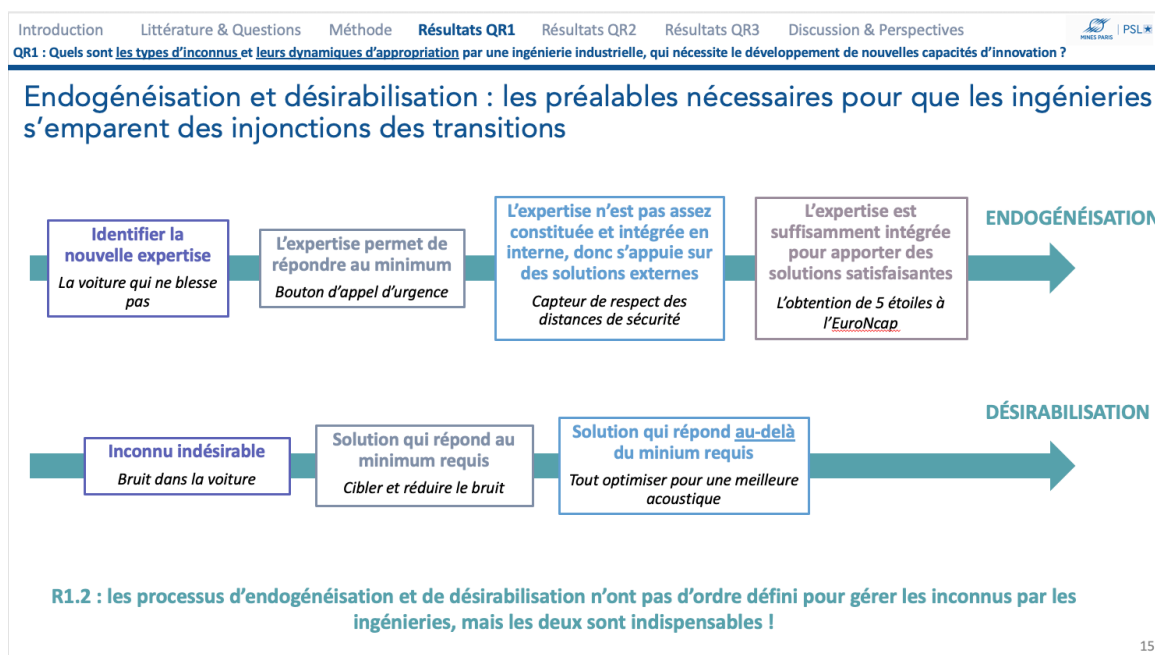 Introduction Littérature & Questions Méthode Résultats QR1 Résultats QR2 Résultats QR3 Discussion & Perspectives
MINES PARIS PSL★
QR1 : Quels sont les types d'inconnus et leurs dynamiques d'appropriation par une ingénierie industrielle, qui nécessite le développement de nouvelles capacités d'innovation ?
Endogénéisation et désirabilisation : les préalables nécessaires pour que les ingénieries
s'emparent des injonctions des transitions
Identifier la
nouvelle expertise
La voiture qui ne blesse
pas
L'expertise permet de
répondre au minimum
Bouton d'appel d'urgence
L'expertise n'est pas assez
constituée et intégrée en
interne, donc s'appuie sur
des solutions externes
Capteur de respect des
distances de sécurité
L'expertise est
suffisamment intégrée
pour apporter des
solutions satisfaisantes
L'obtention de 5 étoiles à
l'EuroNcap
ENDOGÉNÉISATION
DÉSIRABILISATION
Inconnu indésirable
Bruit dans la voiture
Solution qui répond au
minimum requis
Cibler et réduire le bruit
Solution qui répond au-delà
du minium requis
Tout optimiser pour une meilleure
acoustique
R1.2 : les processus d'endogénéisation et de désirabilisation n'ont pas d'ordre défini pour gérer les inconnus par les
ingénieries, mais les deux sont indispensables !
15